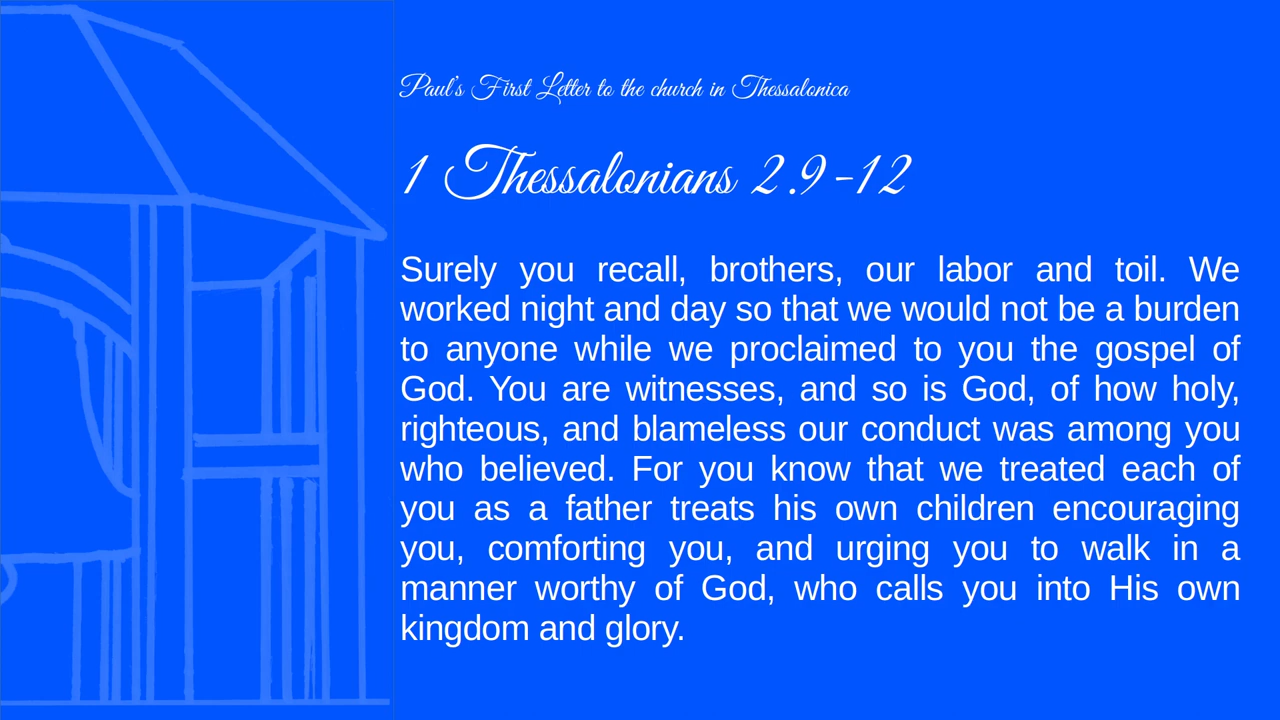 Paul's First Letter to the church in Thessalonica
1 Thessalonians 2.9-12
Surely you recall, brothers, our labor and toil. We
worked night and day so that we would not be a burden
to anyone while we proclaimed to you the gospel of
God. You are witnesses, and so is God, of how holy,
righteous, and blameless our conduct was among you
who believed. For you know that we treated each of
you as a father treats his own children encouraging
you, comforting you, and urging you to walk in a
manner worthy of God, who calls you into His own
kingdom and glory.